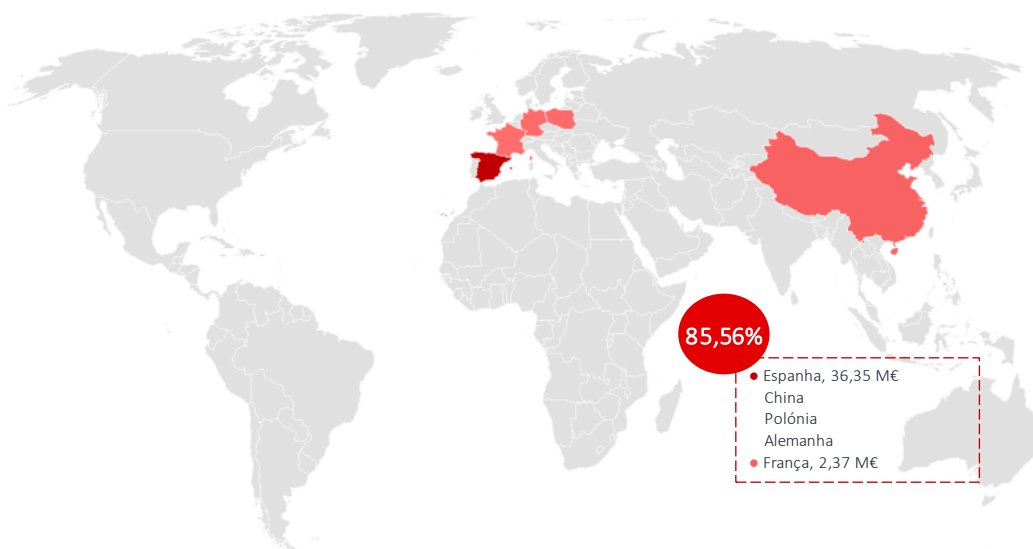 85,56%
Espanha, 36,35 M€
China
Polónia
Alemanha
França, 2,37 M€